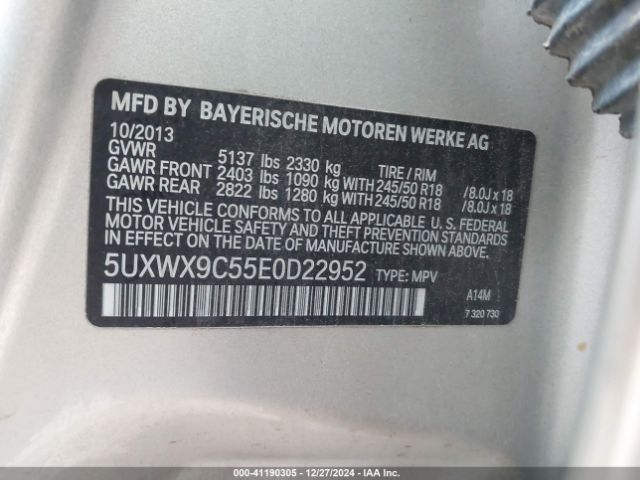 MFD BY BAYERISCHE MOTOREN WERKE AG
10/2013
GVWR 5137 lbs 2330 kg TIRE / RIM
GAWR FRONT 2403 lbs 1090 kg WITH 245/50 R18 /8.0J x 18
GAWR REAR 2822 lbs 1280 kg WITH 245/50 R18 /8.0J x 18
THIS VEHICLE CONFORMS TO ALL APPLICABLE U. S. FEDERAL
MOTOR VEHICLE SAFETY AND THEFT PREVENTION STANDARDS
IN EFFECT ON THE DATE OF MANUFACTURE SHOWN ABOVE.
5UXWX9C55E0D22952 TYPE: MPV
A14M
7 320 730
000-41190305 - 12/27/2024 - IAA Inc.